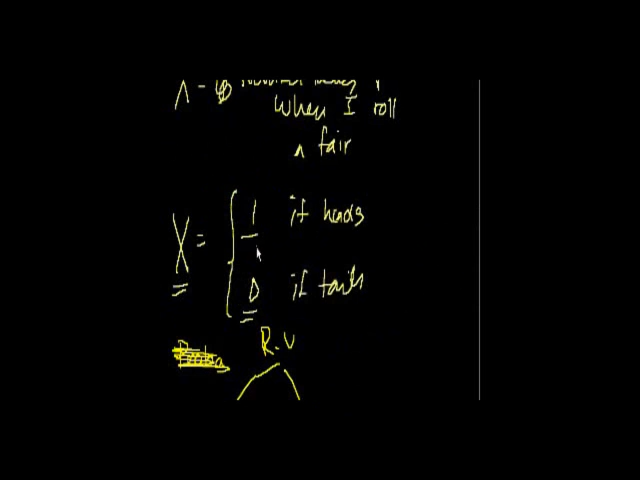 when I roll
a fair
X = { 1 if heads
0 if tails
R.V